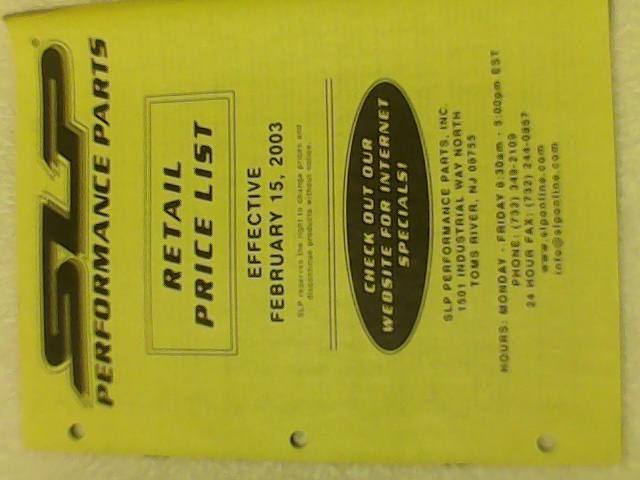 SLP®
PERFORMANCE PARTS
RETAIL
PRICE LIST
EFFECTIVE
FEBRUARY 15, 2003
SLP reserves the right to change prices and
discontinue products without notice.
CHECK OUT OUR
WEBSITE FOR INTERNET
SPECIALS!
SLP PERFORMANCE PARTS, INC.
1501 INDUSTRIAL WAY NORTH
TOMS RIVER, NJ 08755
HOURS: MONDAY - FRIDAY 8:30am - 5:00pm EST
PHONE: (732) 349-2109
24 HOUR FAX: (732) 244-0867
www.slponline.com
info@slponline.com